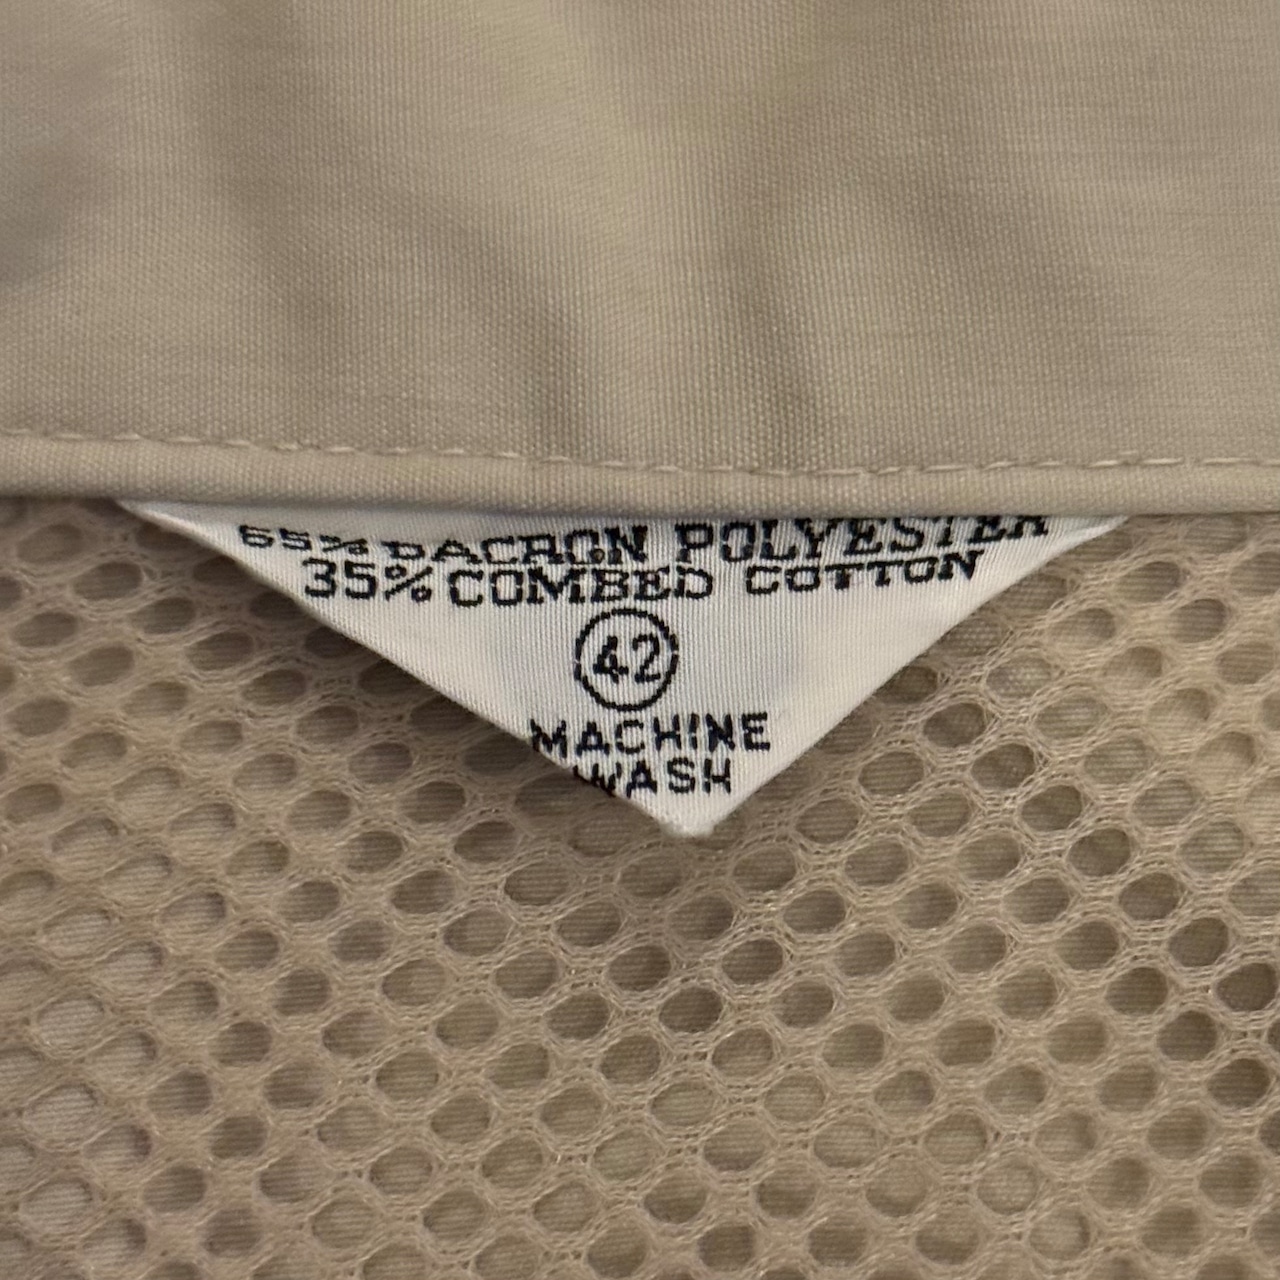 65% DACRON POLYESTER
35% COMBED COTTON
42
MACHINE
WASH